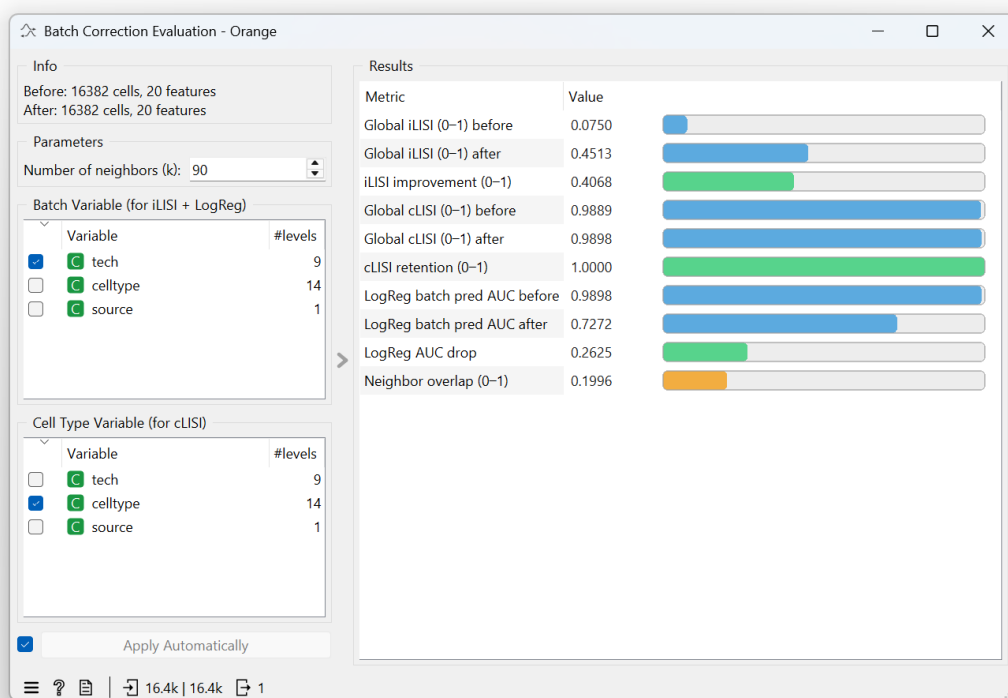 Batch Correction Evaluation - Orange
Info
Before: 16382 cells, 20 features
After: 16382 cells, 20 features
Parameters
Number of neighbors (k): 90
Batch Variable (for iLISI + LogReg)
Variable #levels
C tech 9
C celltype 14
C source 1
Cell Type Variable (for cLISI)
Variable #levels
C tech 9
C celltype 14
C source 1
Apply Automatically
16.4k | 16.4k 1
Results
Metric Value
Global iLISI (0–1) before 0.0750
Global iLISI (0–1) after 0.4513
iLISI improvement (0–1) 0.4068
Global cLISI (0–1) before 0.9889
Global cLISI (0–1) after 0.9898
cLISI retention (0–1) 1.0000
LogReg batch pred AUC before 0.9898
LogReg batch pred AUC after 0.7272
LogReg AUC drop 0.2625
Neighbor overlap (0–1) 0.1996